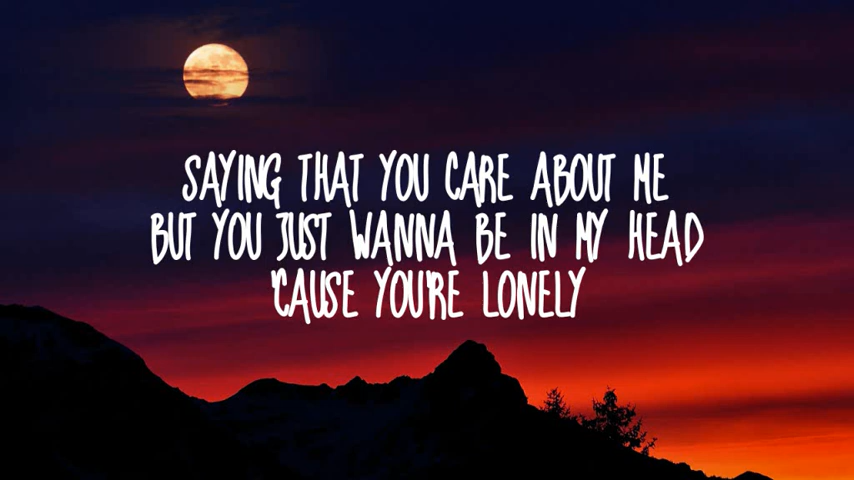 SAYING THAT YOU CARE ABOUT ME
BUT YOU JUST WANNA BE IN MY HEAD
'CAUSE YOU'RE LONELY